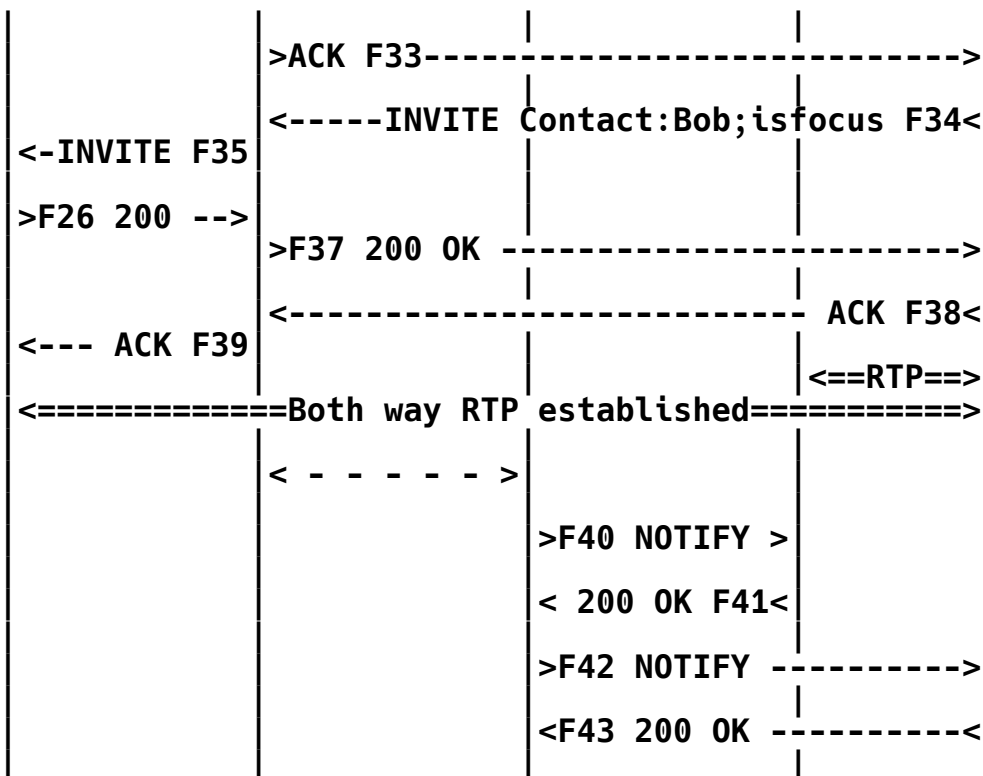 >ACK F33---------------------------->
<-----INVITE Contact:Bob;isfocus F34<
<-INVITE F35
>F26 200 -->
>F37 200 OK ------------------------>
<--------------------------- ACK F38<
<--- ACK F39
<==RTP==>
<==============Both way RTP established============>
< - - - - - >
>F40 NOTIFY >
< 200 OK F41<
>F42 NOTIFY ----------->
<F43 200 OK ----------<